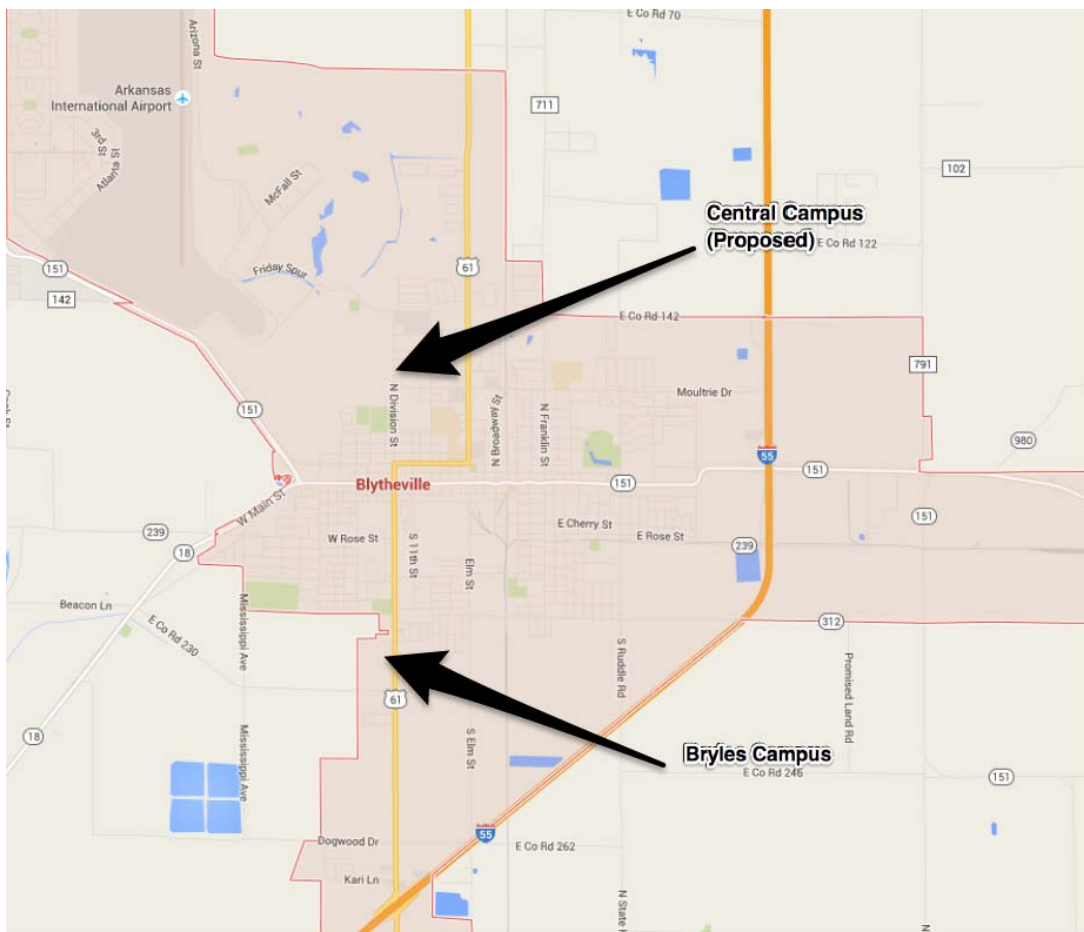 E Co Rd 70
Arizona St
Arkansas
International Airport
711
3rd St
Atlanta St
McFall St
102
Central Campus
(Proposed)
E Co Rd 122
151
Friday Spur
61
142
E Co Rd 142
791
Moultrie Dr
N Division St
N Broadway St
N Franklin St
151
980
55
151
151
Blytheville
151
W Main St
E Cherry St
151
239
W Rose St
S 11th St
E Rose St
239
18
Elm St
Beacon Ln
Mississippi Ave
E Co Rd 230
312
S Ruddle Rd
Promised Land Rd
61
18
Mississippi Ave
S Elm St
Bryles Campus
E Co Rd 246
151
Dogwood Dr
55
E Co Rd 262
Kari Ln